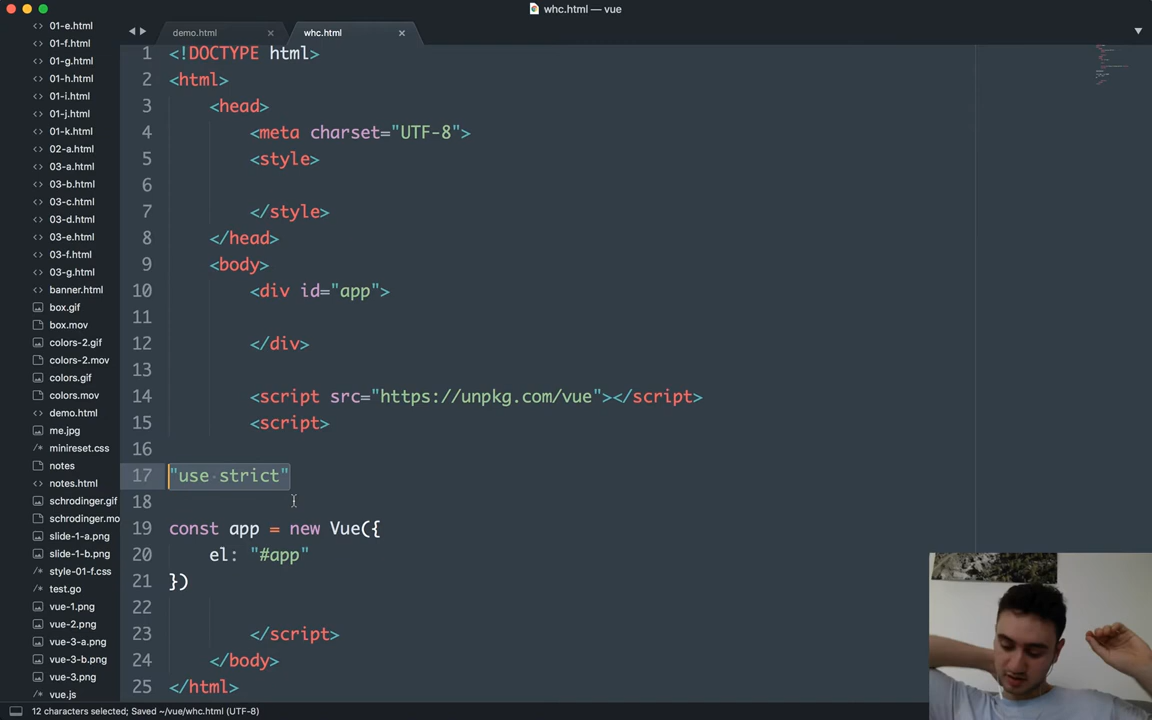 whc.html — vue
01-e.html
01-f.html
01-g.html
01-h.html
01-i.html
01-j.html
01-k.html
02-a.html
03-a.html
03-b.html
03-c.html
03-d.html
03-e.html
03-f.html
03-g.html
banner.html
box.gif
box.mov
colors-2.gif
colors-2.mov
colors.gif
colors.mov
demo.html
me.jpg
minireset.css
notes
notes.html
schrodinger.gif
schrodinger.mo
slide-1-a.png
slide-1-b.png
style-01-f.css
test.go
vue-1.png
vue-2.png
vue-3-a.png
vue-3-b.png
vue-3.png
vue.js
demo.html
whc.html
1 <!DOCTYPE html>
2 <html>
3 <head>
4 <meta charset="UTF-8">
5 <style>
6
7 </style>
8 </head>
9 <body>
10 <div id="app">
11
12 </div>
13
14 <script src="https://unpkg.com/vue"></script>
15 <script>
16
17 "use strict"
18
19 const app = new Vue({
20 el: "#app"
21 })
22
23 </script>
24 </body>
25 </html>
12 characters selected; Saved ~/vue/whc.html (UTF-8)